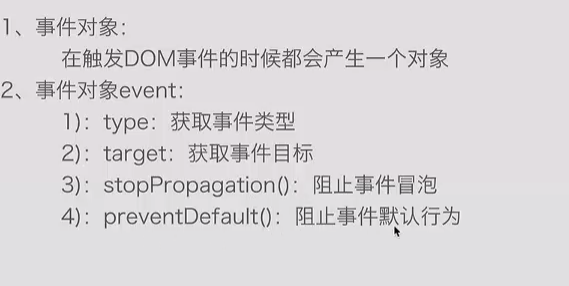 1、事件对象：
在触发DOM事件的时候都会产生一个对象
2、事件对象event：
1)：type：获取事件类型
2)：target：获取事件目标
3)：stopPropagation()：阻止事件冒泡
4)：preventDefault()：阻止事件默认行为